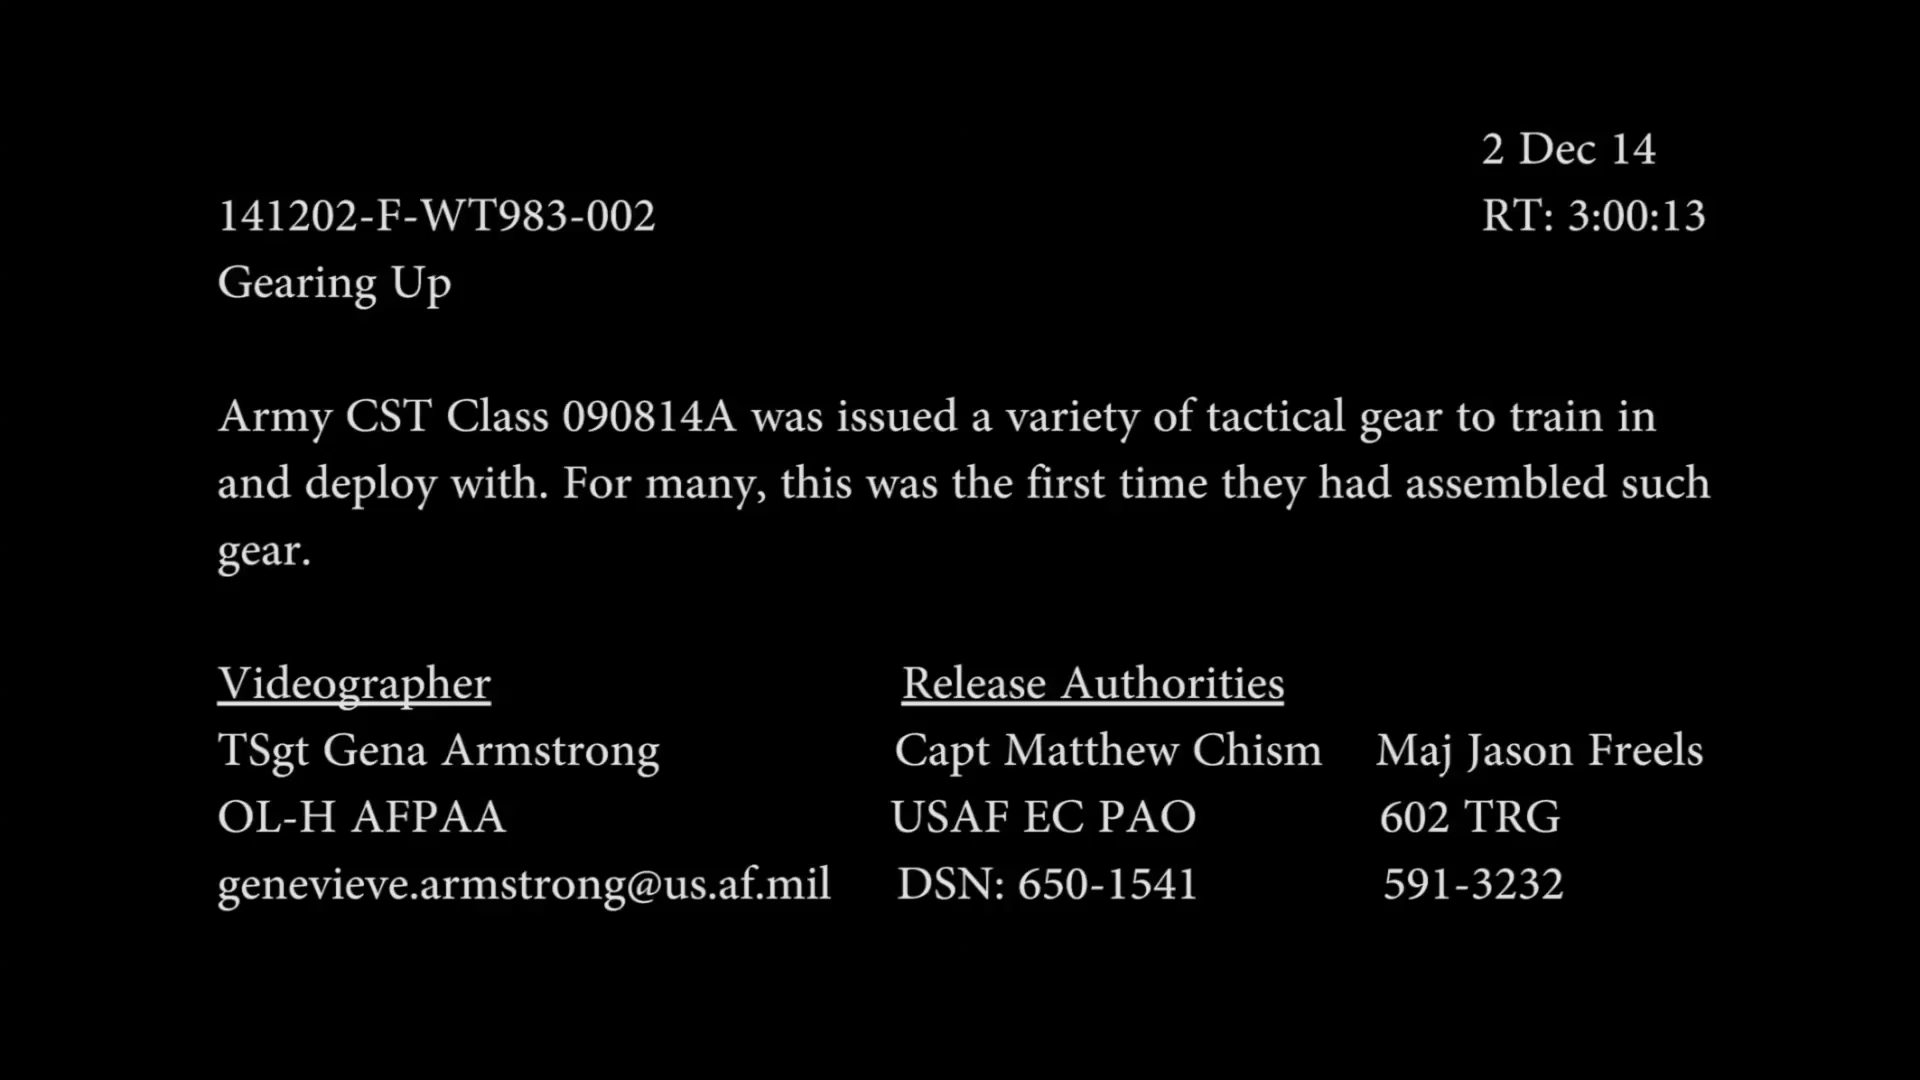 2 Dec 14
141202-F-WT983-002 RT: 3:00:13
Gearing Up
Army CST Class 090814A was issued a variety of tactical gear to train in
and deploy with. For many, this was the first time they had assembled such
gear.
Videographer Release Authorities
TSgt Gena Armstrong Capt Matthew Chism Maj Jason Freels
OL-H AFPAA USAF EC PAO 602 TRG
genevieve.armstrong@us.af.mil DSN: 650-1541 591-3232